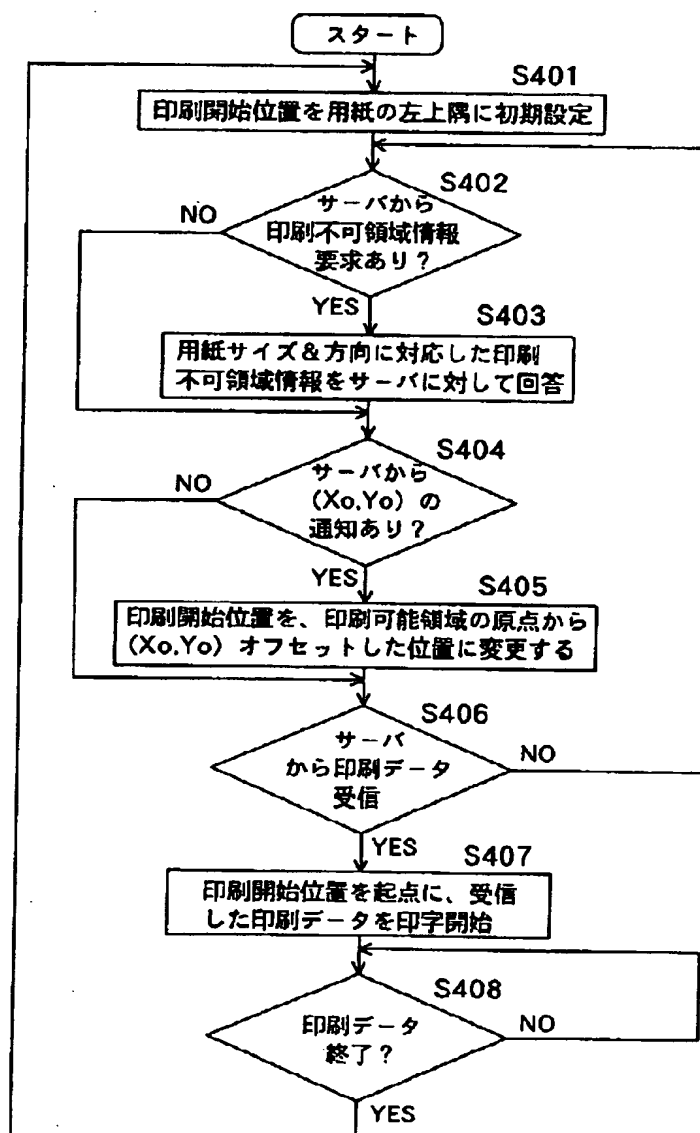 スタート
S401
印刷開始位置を用紙の左上隅に初期設定
S402
サーバから
印刷不可領域情報
要求あり？
NO
YES
S403
用紙サイズ&方向に対応した印刷
不可領域情報をサーバに対して回答
S404
サーバから
(Xo,Yo) の
通知あり？
NO
YES
S405
印刷開始位置を、印刷可能領域の原点から
(Xo,Yo) オフセットした位置に変更する
S406
サーバ
から印刷データ
受信
NO
YES
S407
印刷開始位置を起点に、受信
した印刷データを印字開始
S408
印刷データ
終了？
NO
YES